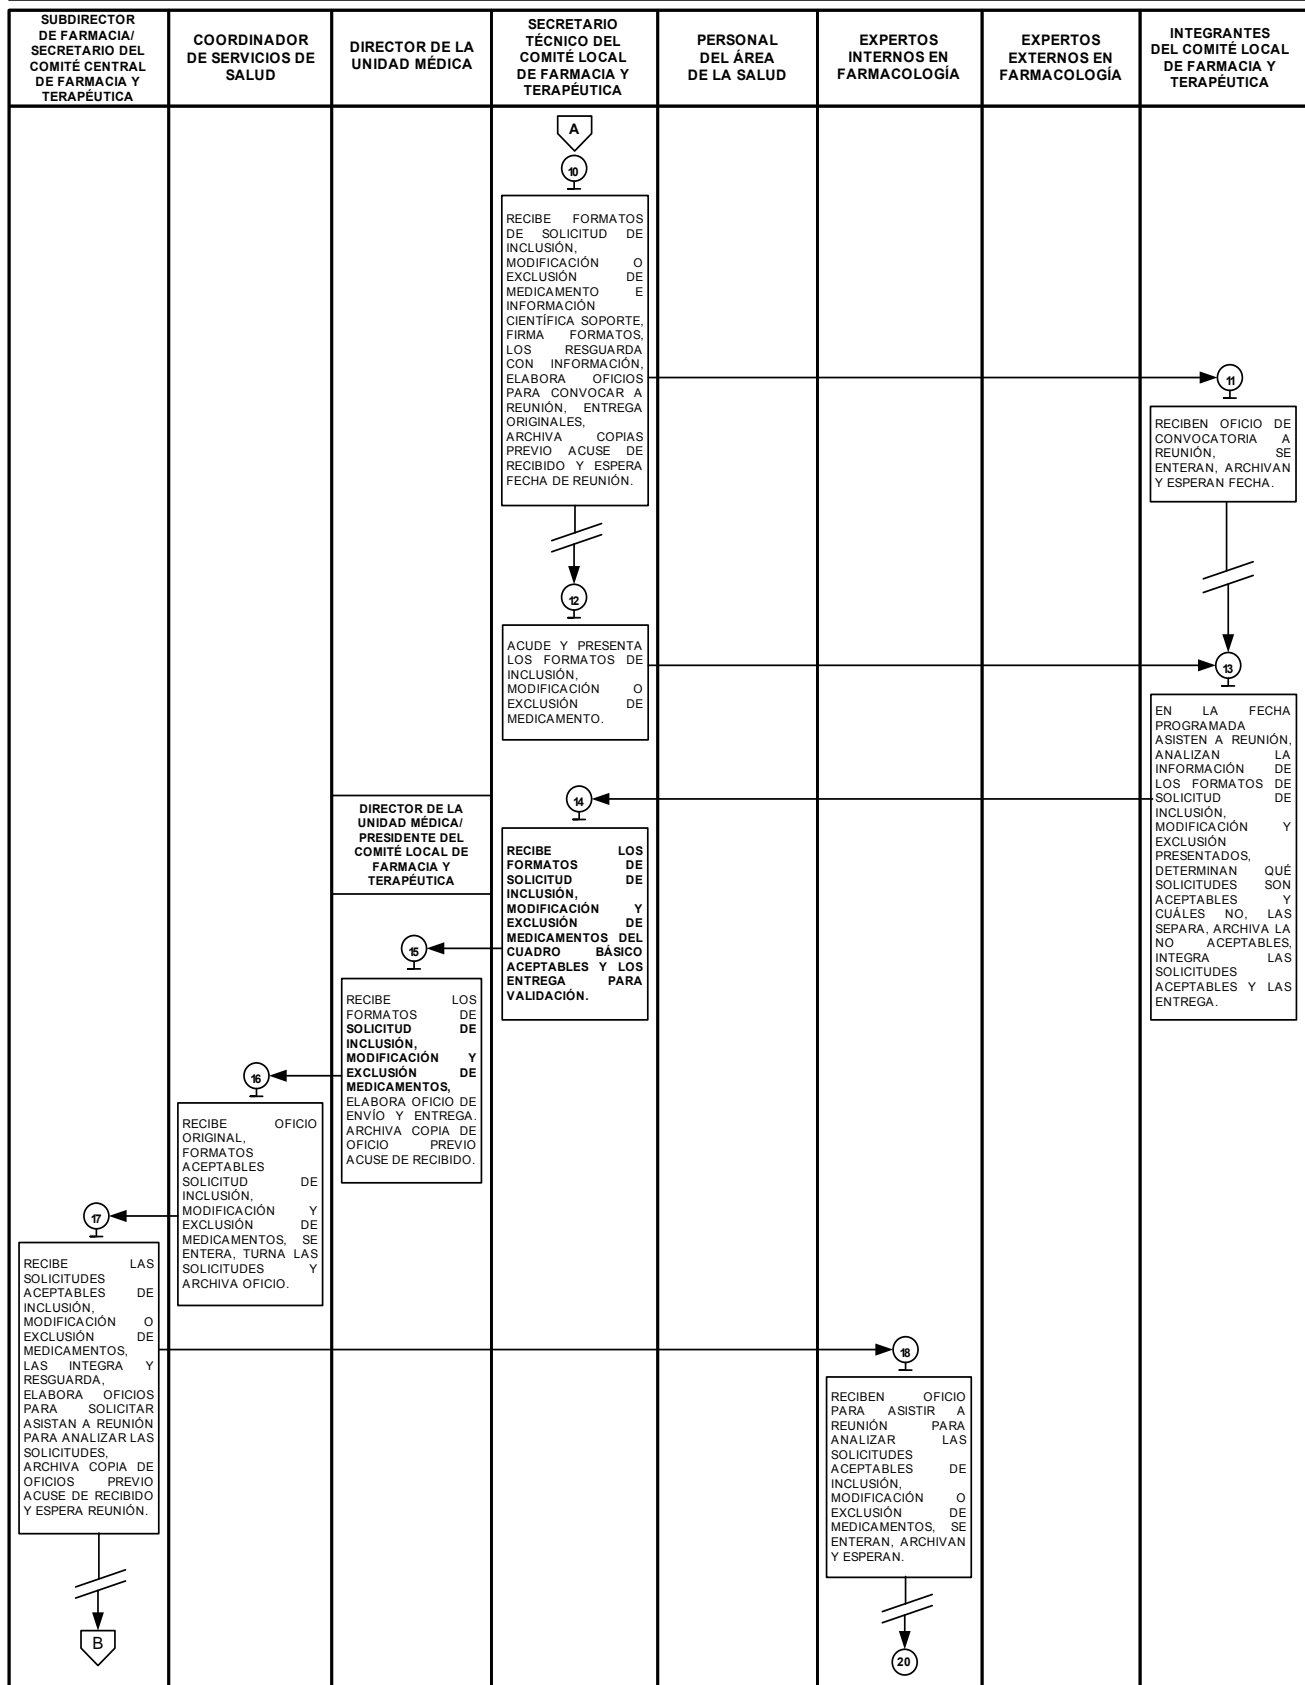 SUBDIRECTOR
DE FARMACIA/
SECRETARIO DEL
COMITÉ CENTRAL
DE FARMACIA Y
TERAPÉUTICA
COORDINADOR
DE SERVICIOS DE
SALUD
DIRECTOR DE LA
UNIDAD MÉDICA
SECRETARIO
TÉCNICO DEL
COMITÉ LOCAL
DE FARMACIA Y
TERAPÉUTICA
PERSONAL
DEL ÁREA
DE LA SALUD
EXPERTOS
INTERNOS EN
FARMACOLOGÍA
EXPERTOS
EXTERNOS EN
FARMACOLOGÍA
INTEGRANTES
DEL COMITÉ LOCAL
DE FARMACIA Y
TERAPÉUTICA
A
10
RECIBE FORMATOS
DE SOLICITUD DE
INCLUSIÓN,
MODIFICACIÓN O
EXCLUSIÓN DE
MEDICAMENTO E
INFORMACIÓN
CIENTÍFICA SOPORTE,
FIRMA FORMATOS,
LOS RESGUARDA
CON INFORMACIÓN,
ELABORA OFICIOS
PARA CONVOCAR A
REUNIÓN, ENTREGA
ORIGINALES,
ARCHIVA COPIAS
PREVIO ACUSE DE
RECIBIDO Y ESPERA
FECHA DE REUNIÓN.
11
RECIBEN OFICIO DE
CONVOCATORIA A
REUNIÓN, SE
ENTERAN, ARCHIVAN
Y ESPERAN FECHA.
12
ACUDE Y PRESENTA
LOS FORMATOS DE
INCLUSIÓN,
MODIFICACIÓN O
EXCLUSIÓN DE
MEDICAMENTO.
13
EN LA FECHA
PROGRAMADA
ASISTEN A REUNIÓN,
ANALIZAN LA
INFORMACIÓN DE
LOS FORMATOS DE
SOLICITUD DE
INCLUSIÓN,
MODIFICACIÓN Y
EXCLUSIÓN
PRESENTADOS,
DETERMINAN QUÉ
SOLICITUDES SON
ACEPTABLES Y
CUÁLES NO, LAS
SEPARA, ARCHIVA LA
NO ACEPTABLES,
INTEGRA LAS
SOLICITUDES
ACEPTABLES Y LAS
ENTREGA.
14
RECIBE LOS
FORMATOS DE
SOLICITUD DE
INCLUSIÓN,
MODIFICACIÓN Y
EXCLUSIÓN DE
MEDICAMENTOS DEL
CUADRO BÁSICO
ACEPTABLES Y LOS
ENTREGA PARA
VALIDACIÓN.
DIRECTOR DE LA
UNIDAD MÉDICA/
PRESIDENTE DEL
COMITÉ LOCAL DE
FARMACIA Y
TERAPÉUTICA
15
RECIBE LOS
FORMATOS DE
SOLICITUD DE
INCLUSIÓN,
MODIFICACIÓN Y
EXCLUSIÓN DE
MEDICAMENTOS,
ELABORA OFICIO DE
ENVÍO Y ENTREGA.
ARCHIVA COPIA DE
OFICIO PREVIO
ACUSE DE RECIBIDO.
16
RECIBE OFICIO
ORIGINAL,
FORMATOS
ACEPTABLES
SOLICITUD DE
INCLUSIÓN,
MODIFICACIÓN Y
EXCLUSIÓN DE
MEDICAMENTOS, SE
ENTERA, TURNA LAS
SOLICITUDES Y
ARCHIVA OFICIO.
17
RECIBE LAS
SOLICITUDES
ACEPTABLES DE
INCLUSIÓN,
MODIFICACIÓN O
EXCLUSIÓN DE
MEDICAMENTOS,
LAS INTEGRA Y
RESGUARDA,
ELABORA OFICIOS
PARA SOLICITAR
ASISTAN A REUNIÓN
PARA ANALIZAR LAS
SOLICITUDES,
ARCHIVA COPIA DE
OFICIOS PREVIO
ACUSE DE RECIBIDO
Y ESPERA REUNIÓN.
B
18
RECIBEN OFICIO
PARA ASISTIR A
REUNIÓN PARA
ANALIZAR LAS
SOLICITUDES
ACEPTABLES DE
INCLUSIÓN,
MODIFICACIÓN O
EXCLUSIÓN DE
MEDICAMENTOS, SE
ENTERAN, ARCHIVAN
Y ESPERAN.
20